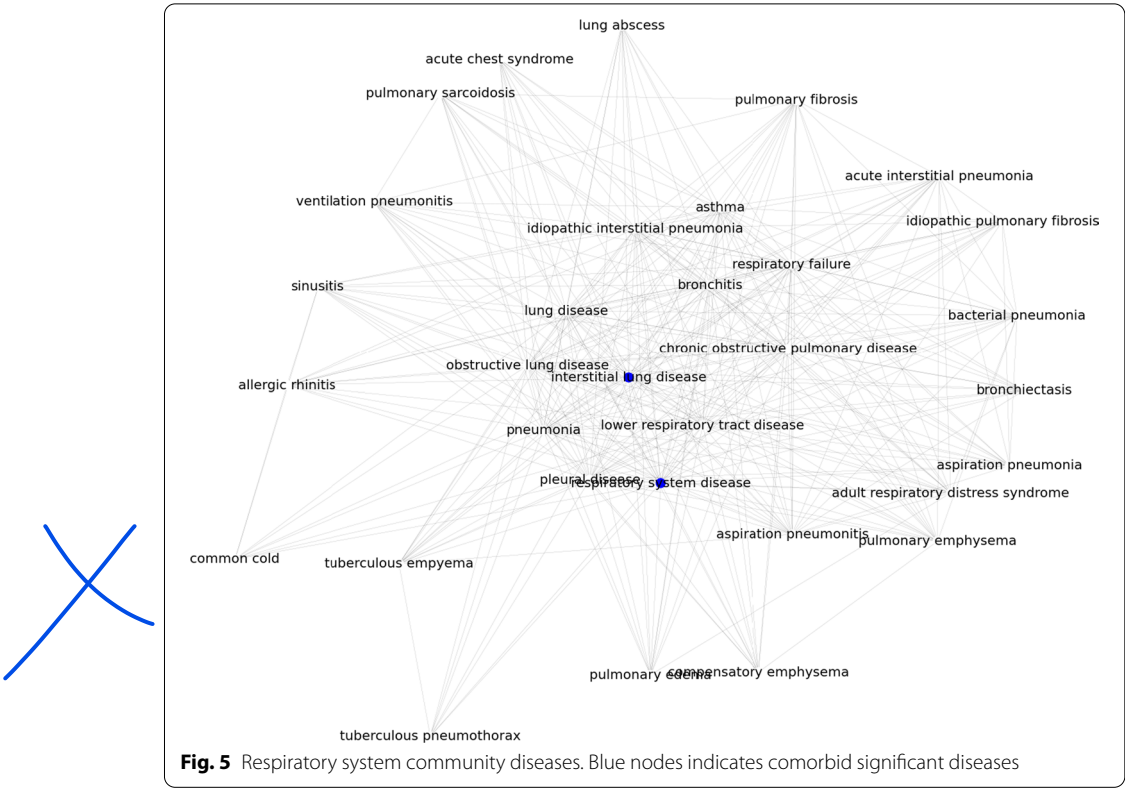 lung abscess
acute chest syndrome
pulmonary sarcoidosis
pulmonary fibrosis
acute interstitial pneumonia
ventilation pneumonitis
asthma
idiopathic pulmonary fibrosis
idiopathic interstitial pneumonia
respiratory failure
sinusitis
bronchitis
lung disease
bacterial pneumonia
chronic obstructive pulmonary disease
obstructive lung disease
interstitial lung disease
allergic rhinitis
bronchiectasis
lower respiratory tract disease
pneumonia
aspiration pneumonia
pleural disease
respiratory system disease
adult respiratory distress syndrome
aspiration pneumonitis
pulmonary emphysema
common cold
tuberculous empyema
compensatory emphysema
pulmonary edema
tuberculous pneumothorax
Fig. 5 Respiratory system community diseases. Blue nodes indicates comorbid significant diseases